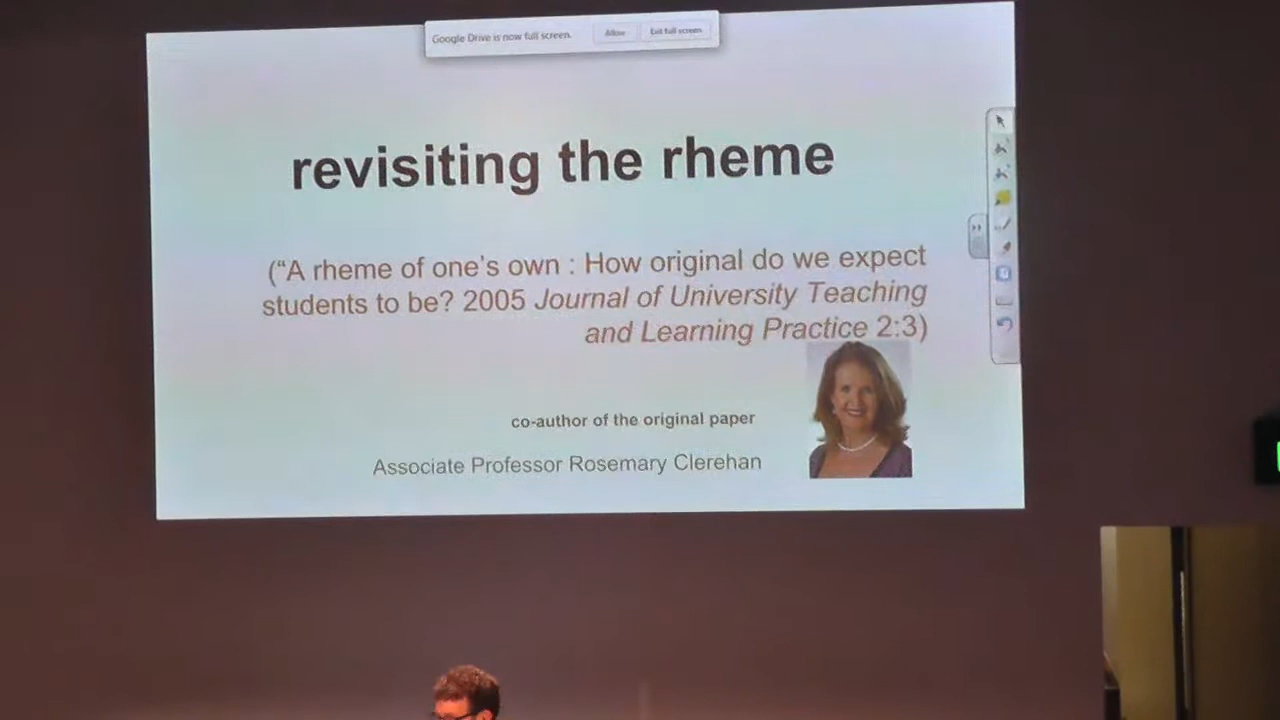 Google Drive is now full screen. Allow Exit full screen
revisiting the rheme
(“A rheme of one’s own : How original do we expect
students to be? 2005 Journal of University Teaching
and Learning Practice 2:3)
co-author of the original paper
Associate Professor Rosemary Clerehan